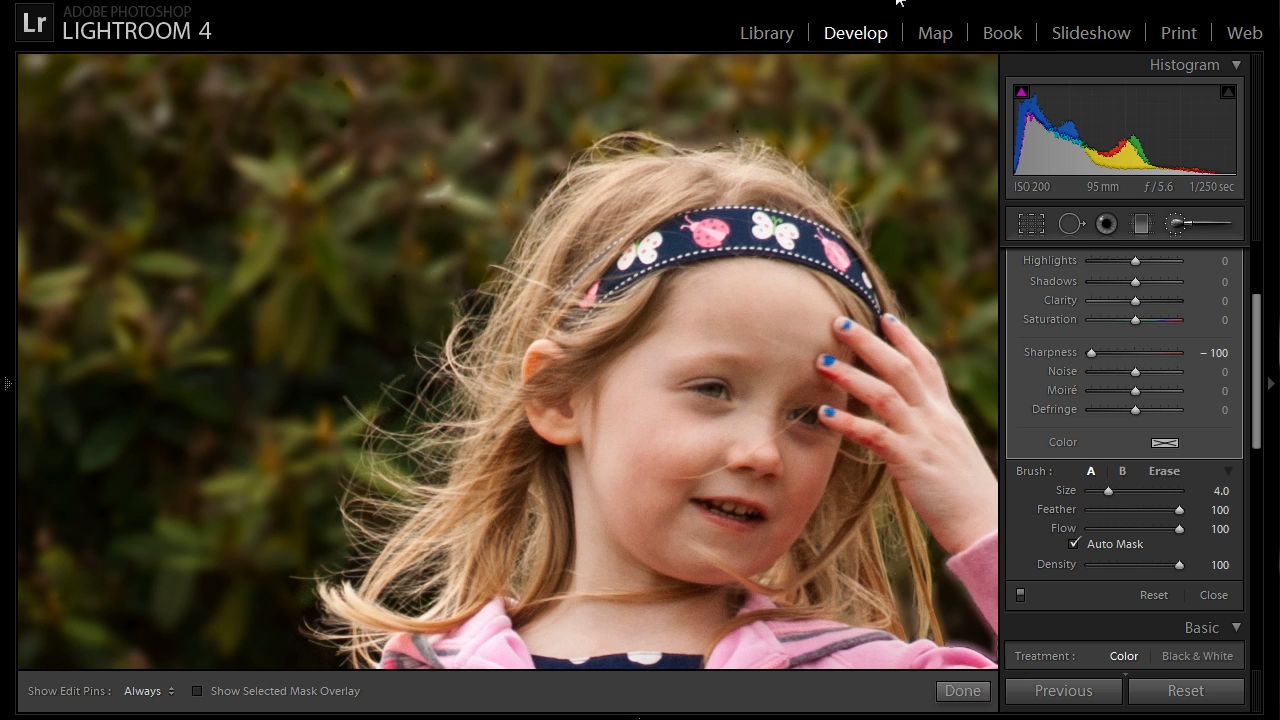 Lr
ADOBE PHOTOSHOP
LIGHTROOM 4
Library | Develop | Map | Book | Slideshow | Print | Web
Histogram
ISO 200 95 mm ƒ / 5.6 1/250 sec
Highlights 0
Shadows 0
Clarity 0
Saturation 0
Sharpness – 100
Noise 0
Moiré 0
Defringe 0
Color
Brush : A | B Erase
Size 4.0
Feather 100
Flow 100
Auto Mask
Density 100
Reset Close
Basic
Treatment : Color | Black & White
Show Edit Pins : Always Show Selected Mask Overlay Done
Previous Reset